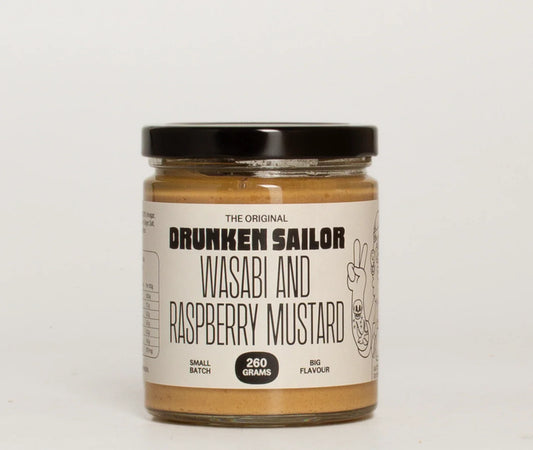 THE ORIGINAL
DRUNKEN SAILOR
WASABI AND
RASPBERRY MUSTARD
SMALL
BATCH
260
GRAMS
BIG
FLAVOUR